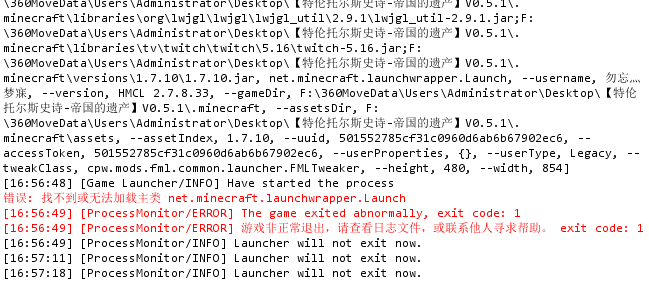 \360MoveData\Users\Administrator\Desktop\【特伦托尔斯史诗-帝国的遗产】V0.5.1\.
minecraft\libraries\org\lwjgl\lwjgl\lwjgl_util\2.9.1\lwjgl_util-2.9.1.jar;F:
\360MoveData\Users\Administrator\Desktop\【特伦托尔斯史诗-帝国的遗产】V0.5.1\.
minecraft\libraries\tv\twitch\twitch\5.16\twitch-5.16.jar;F:
\360MoveData\Users\Administrator\Desktop\【特伦托尔斯史诗-帝国的遗产】V0.5.1\.
minecraft\versions\1.7.10\1.7.10.jar, net.minecraft.launchwrapper.Launch, --username, 勿忘灬
梦寐, --version, HMCL 2.7.8.33, --gameDir, F:\360MoveData\Users\Administrator\Desktop\【特伦
托尔斯史诗-帝国的遗产】V0.5.1\.minecraft, --assetsDir, F:
\360MoveData\Users\Administrator\Desktop\【特伦托尔斯史诗-帝国的遗产】V0.5.1\.
minecraft\assets, --assetIndex, 1.7.10, --uuid, 501552785cf31c0960d6ab6b67902ec6, --
accessToken, 501552785cf31c0960d6ab6b67902ec6, --userProperties, {}, --userType, Legacy, --
tweakClass, cpw.mods.fml.common.launcher.FMLTweaker, --height, 480, --width, 854]
[16:56:48] [Game Launcher/INFO] Have started the process
错误: 找不到或无法加载主类 net.minecraft.launchwrapper.Launch
[16:56:49] [ProcessMonitor/ERROR] The game exited abnormally, exit code: 1
[16:56:49] [ProcessMonitor/ERROR] 游戏非正常退出，请查看日志文件，或联系他人寻求帮助。 exit code: 1
[16:56:49] [ProcessMonitor/INFO] Launcher will not exit now.
[16:57:11] [ProcessMonitor/INFO] Launcher will not exit now.
[16:57:18] [ProcessMonitor/INFO] Launcher will not exit now.